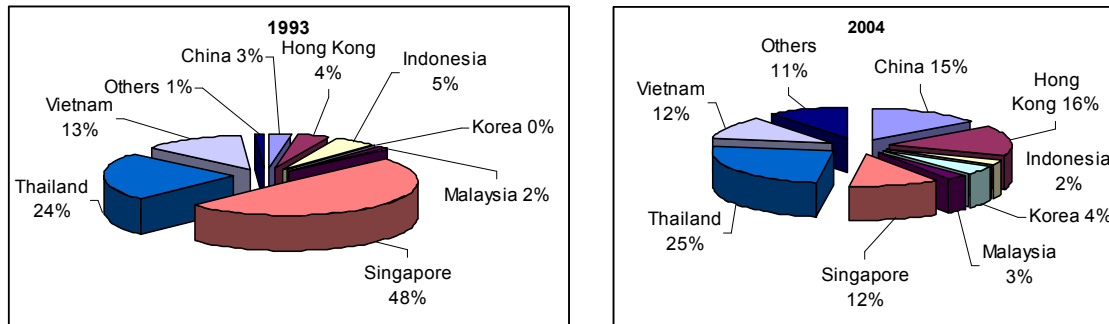 1993
China 3%
Hong Kong
4%
Indonesia
5%
Others 1%
Vietnam
13%
Korea 0%
Malaysia 2%
Thailand
24%
Singapore
48%
2004
Others
11%
China 15%
Vietnam
12%
Hong
Kong 16%
Indonesia
2%
Korea 4%
Thailand
25%
Malaysia
3%
Singapore
12%